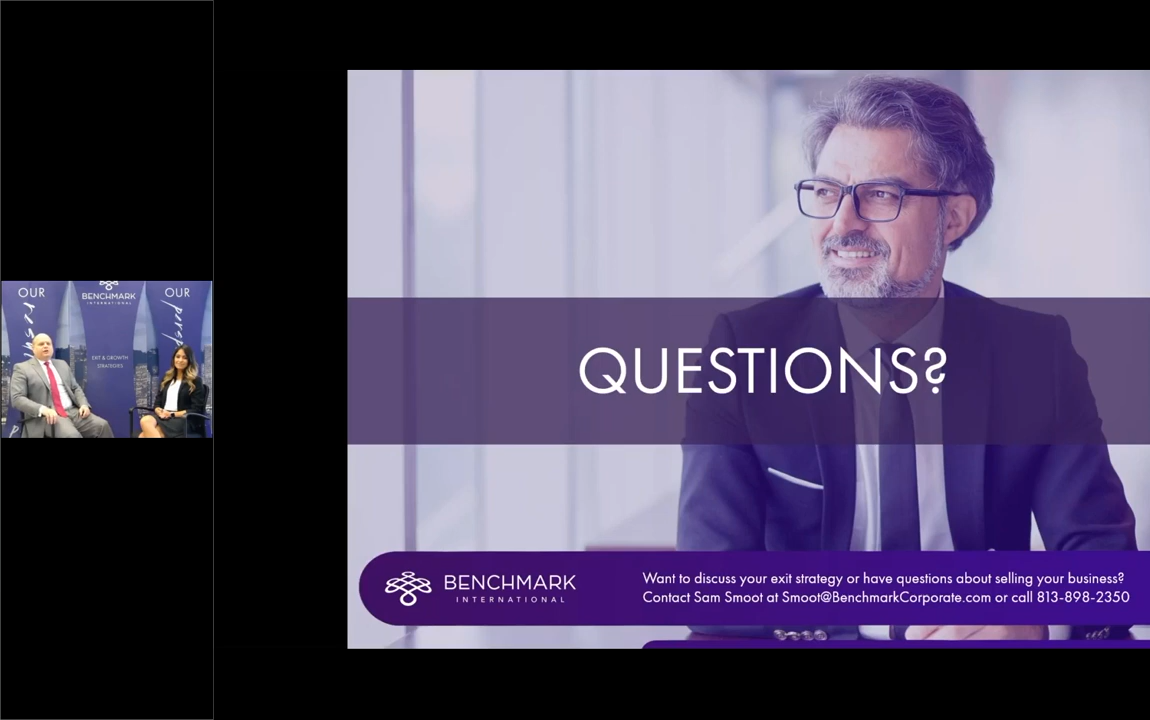 OUR
BENCHMARK
INTERNATIONAL
OUR
EXIT & GROWTH
STRATEGIES
QUESTIONS?
BENCHMARK
INTERNATIONAL
Want to discuss your exit strategy or have questions about selling your business?
Contact Sam Smoot at Smoot@BenchmarkCorporate.com or call 813-898-2350